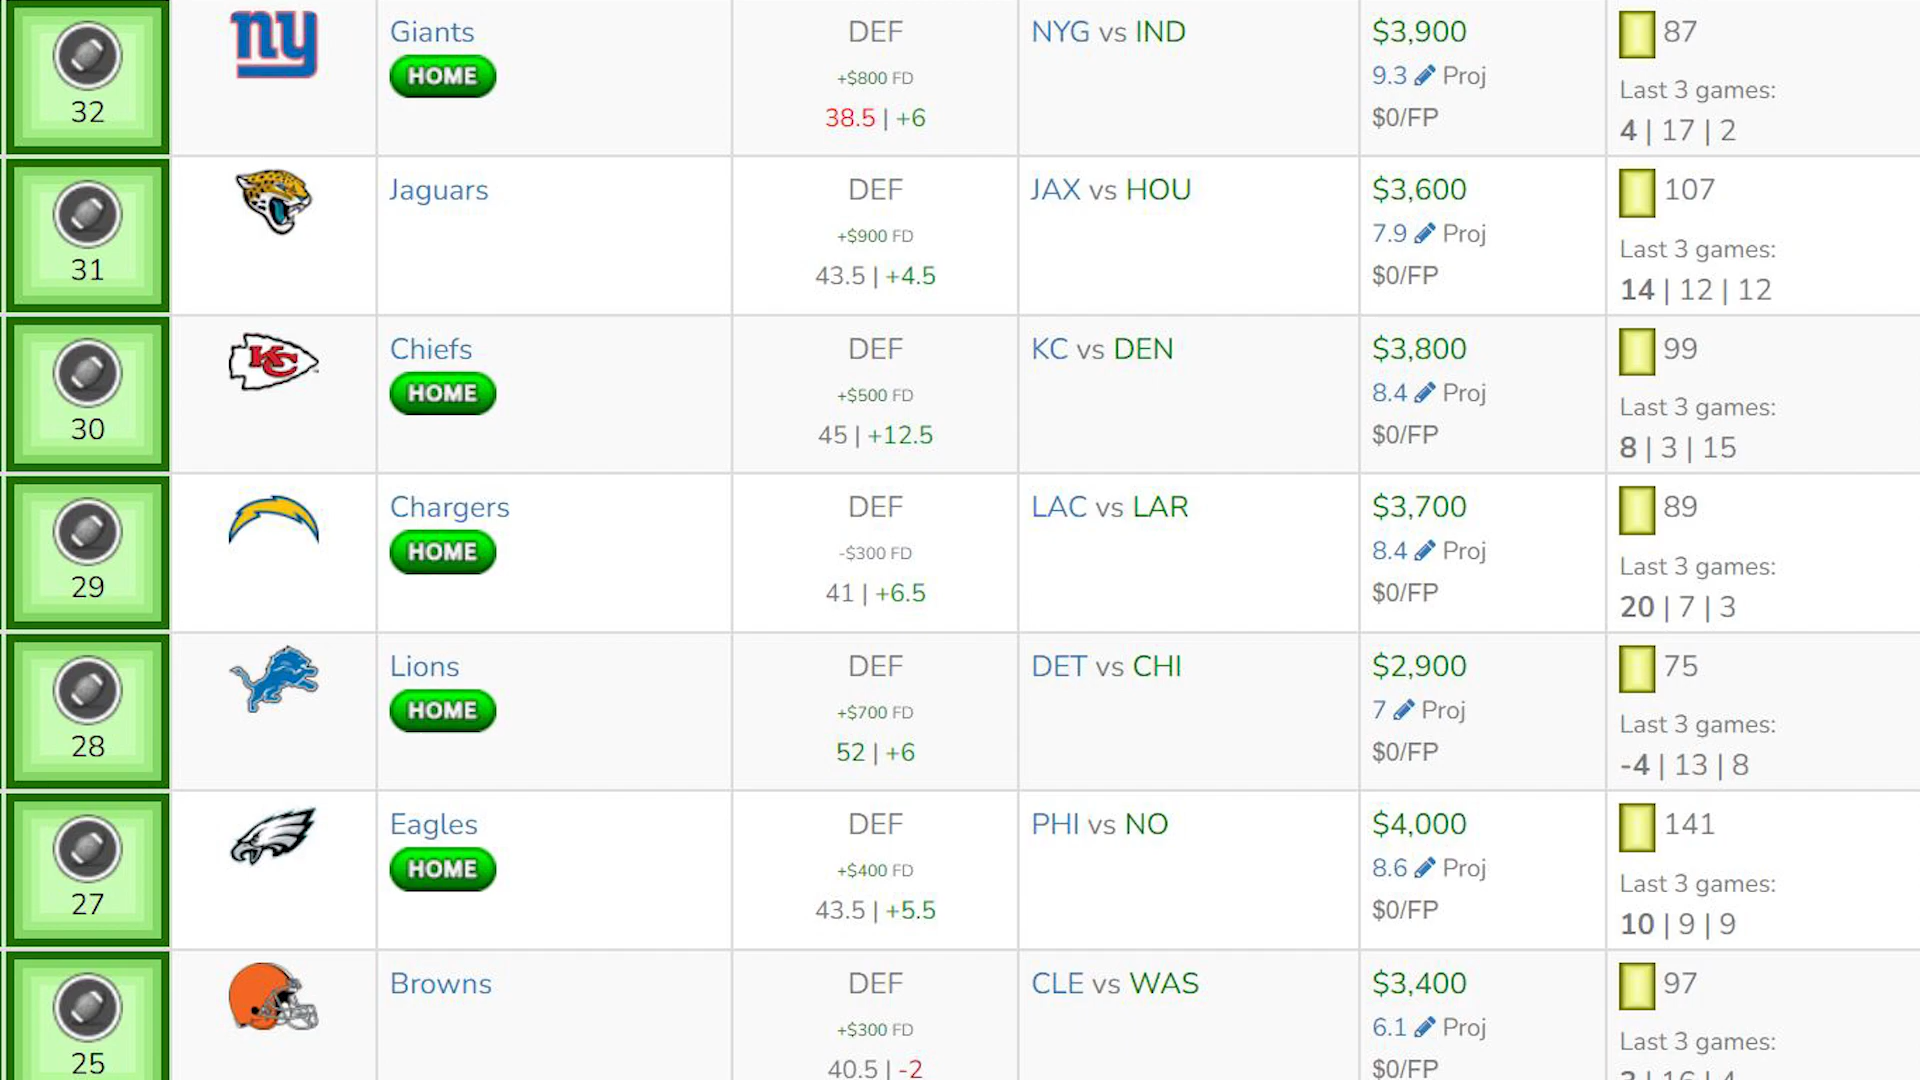 32
ny
Giants
HOME
DEF
+$800 FD
38.5 | +6
NYG vs IND
$3,900
9.3 Proj
$0/FP
87
Last 3 games:
4 | 17 | 2
31
Jaguars
DEF
+$900 FD
43.5 | +4.5
JAX vs HOU
$3,600
7.9 Proj
$0/FP
107
Last 3 games:
14 | 12 | 12
30
KC
Chiefs
HOME
DEF
+$500 FD
45 | +12.5
KC vs DEN
$3,800
8.4 Proj
$0/FP
99
Last 3 games:
8 | 3 | 15
29
Chargers
HOME
DEF
-$300 FD
41 | +6.5
LAC vs LAR
$3,700
8.4 Proj
$0/FP
89
Last 3 games:
20 | 7 | 3
28
Lions
HOME
DEF
+$700 FD
52 | +6
DET vs CHI
$2,900
7 Proj
$0/FP
75
Last 3 games:
-4 | 13 | 8
27
Eagles
HOME
DEF
+$400 FD
43.5 | +5.5
PHI vs NO
$4,000
8.6 Proj
$0/FP
141
Last 3 games:
10 | 9 | 9
25
Browns
DEF
+$300 FD
40.5 | -2
CLE vs WAS
$3,400
6.1 Proj
$0/FP
97
Last 3 games: